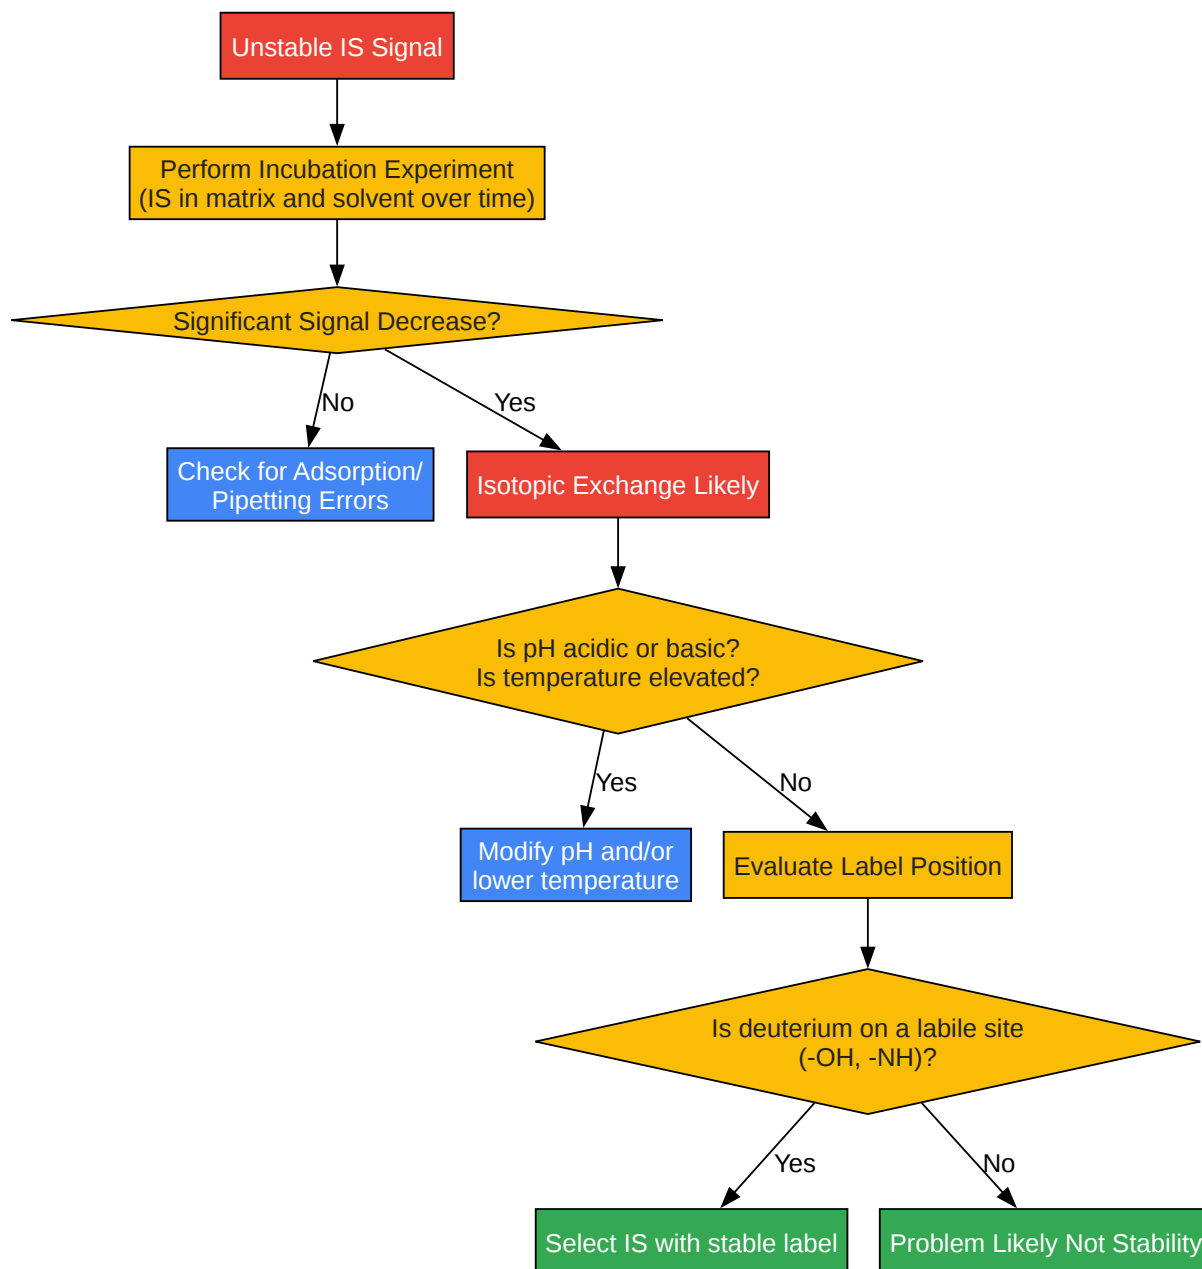 Unstable IS Signal
Perform Incubation Experiment
(IS in matrix and solvent over time)
Significant Signal Decrease?
No
Yes
Check for Adsorption/
Pipetting Errors
Isotopic Exchange Likely
Is pH acidic or basic?
Is temperature elevated?
Yes
No
Modify pH and/or
lower temperature
Evaluate Label Position
Is deuterium on a labile site
(-OH, -NH)?
Yes
No
Select IS with stable label
Problem Likely Not Stability